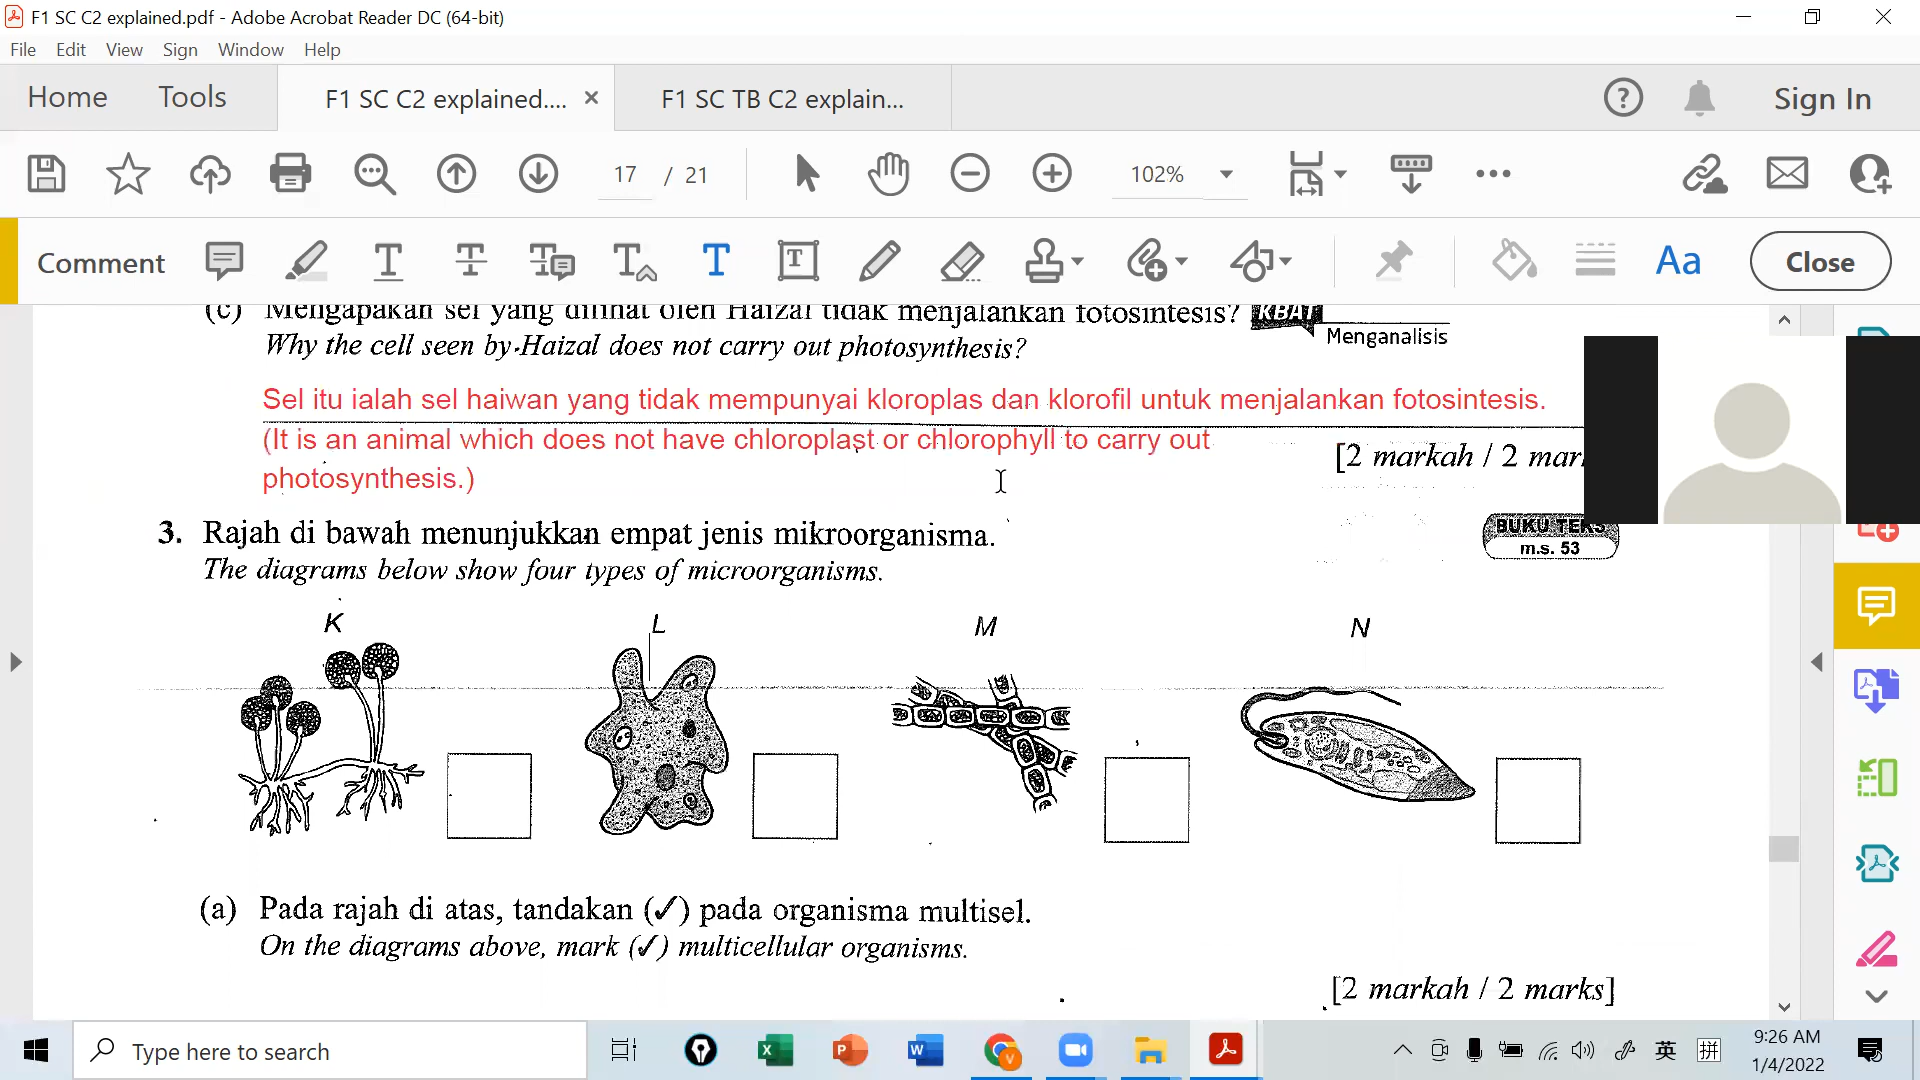 F1 SC C2 explained.pdf - Adobe Acrobat Reader DC (64-bit)
File Edit View Sign Window Help
Home Tools F1 SC C2 explained.... × F1 SC TB C2 explain... Sign In
17 / 21 102%
Comment Aa Close
(c) Mengapakah sel yang dilihat oleh Haizal tidak menjalankan fotosintesis? KBAT
Menganalisis
Why the cell seen by Haizal does not carry out photosynthesis?
Sel itu ialah sel haiwan yang tidak mempunyai kloroplas dan klorofil untuk menjalankan fotosintesis.
(It is an animal which does not have chloroplast or chlorophyll to carry out
photosynthesis.)
[2 markah / 2
3. Rajah di bawah menunjukkan empat jenis mikroorganisma.
BUKU TEKS
m.s. 53
The diagrams below show four types of microorganisms.
K L M N
(a) Pada rajah di atas, tandakan (✓) pada organisma multisel.
On the diagrams above, mark (✓) multicellular organisms.
[2 markah / 2 marks]
Type here to search
英 拼
9:26 AM
1/4/2022